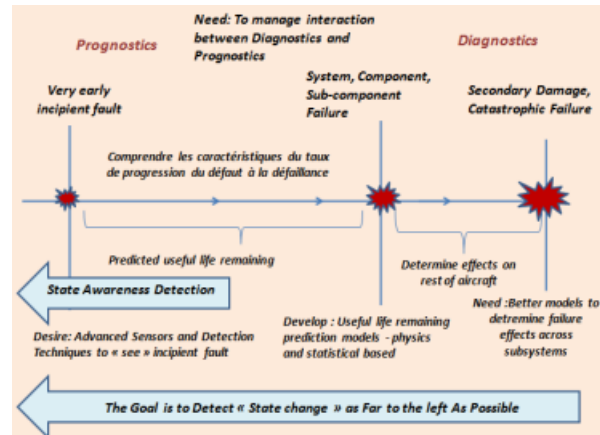 Need: To manage interaction
between Diagnostics and
Prognostics
Prognostics
Diagnostics
Very early
incipient fault
System, Component,
Sub-component
Failure
Secondary Damage,
Catastrophic Failure
Comprendre les caractéristiques du taux
de progression du défaut à la défaillance
Predicted useful life remaining
Determine effects on
rest of aircraft
State Awareness Detection
Desire: Advanced Sensors and Detection
Techniques to « see » incipient fault
Develop : Useful life remaining
prediction models - physics
and statistical based
Need :Better models to
detremine failure
effects across
subsystems
The Goal is to Detect « State change » as Far to the left As Possible